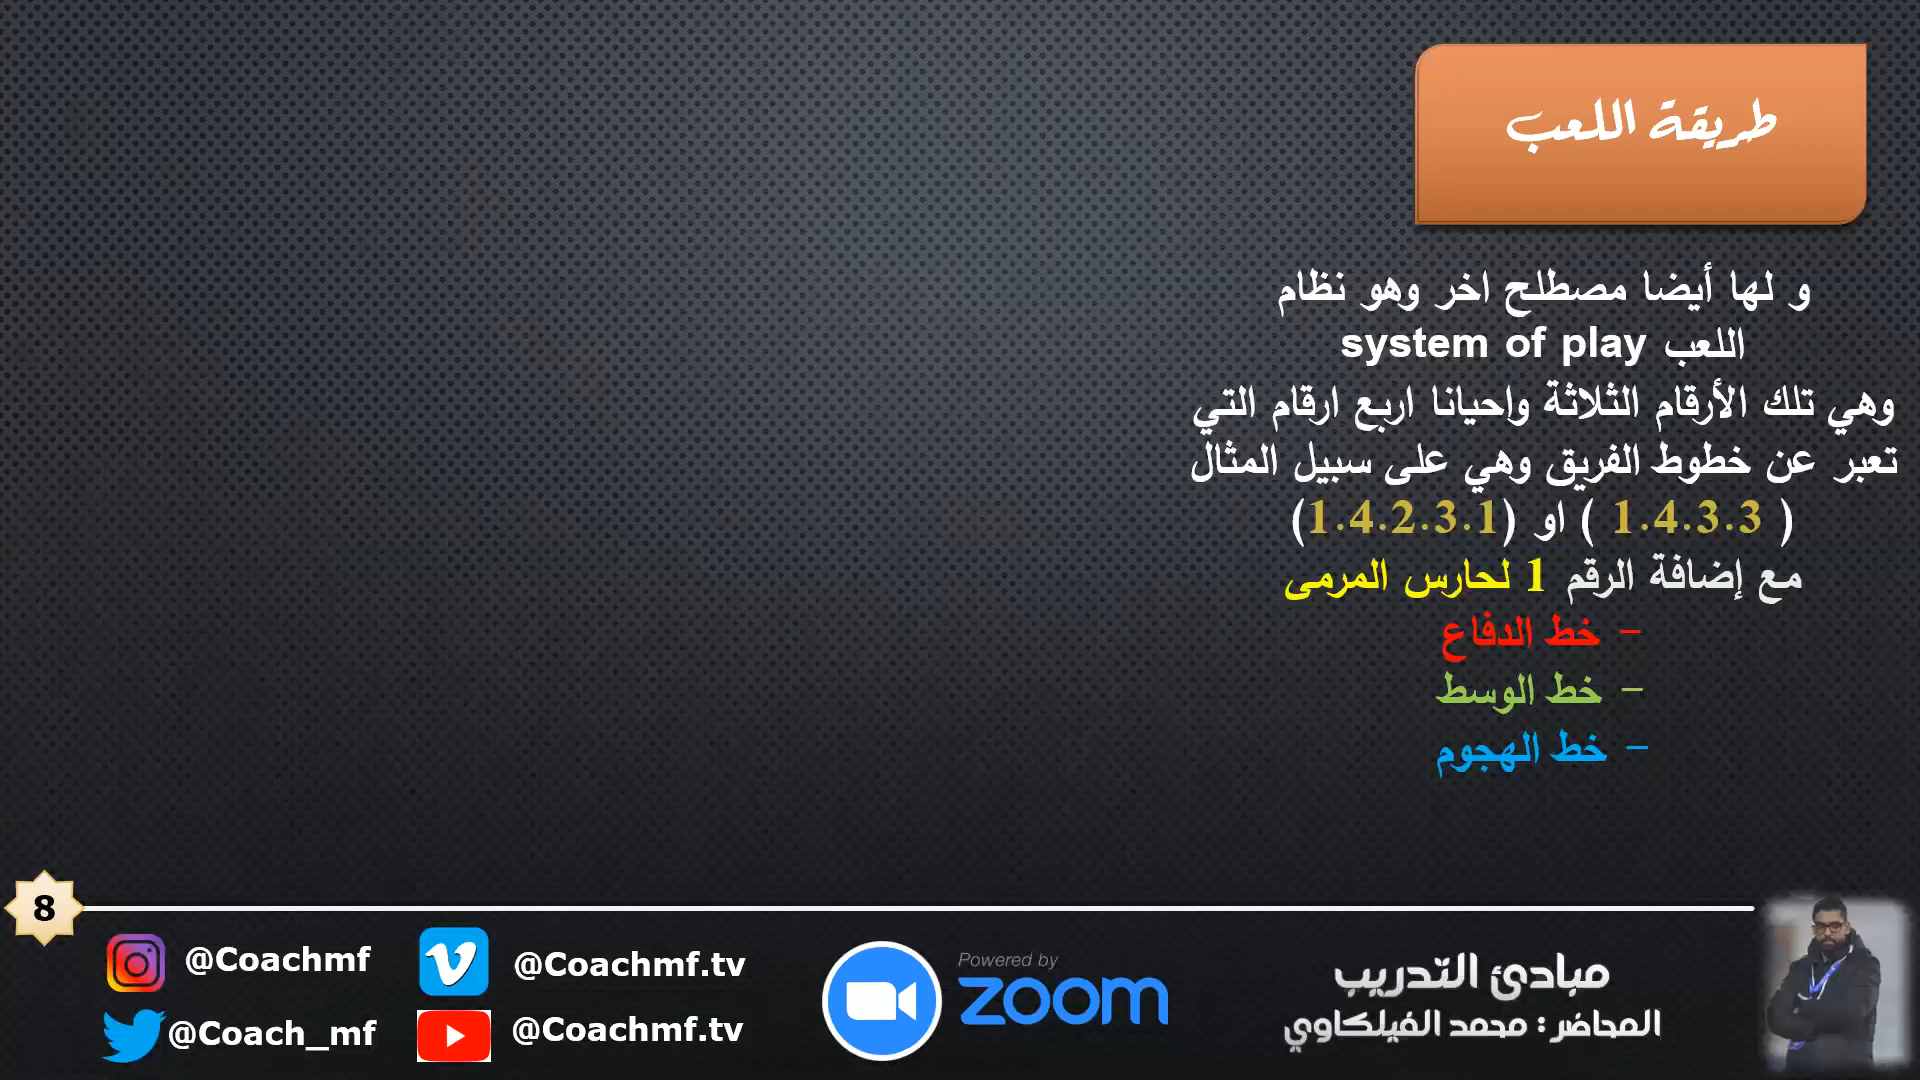 طريقة اللعب
و لها أيضا مصطلح اخر وهو نظام
اللعب system of play
وهي تلك الأرقام الثلاثة واحيانا اربع ارقام التي
تعبر عن خطوط الفريق وهي على سبيل المثال
( 1.4.3.3 ) او (1.4.2.3.1)
مع إضافة الرقم 1 لحارس المرمى
- خط الدفاع
- خط الوسط
- خط الهجوم
8
@Coachmf
@Coachmf.tv
@Coach_mf
@Coachmf.tv
Powered by
zoom
مبادئ التدريب
المحاضر : محمد الفيلكاوي